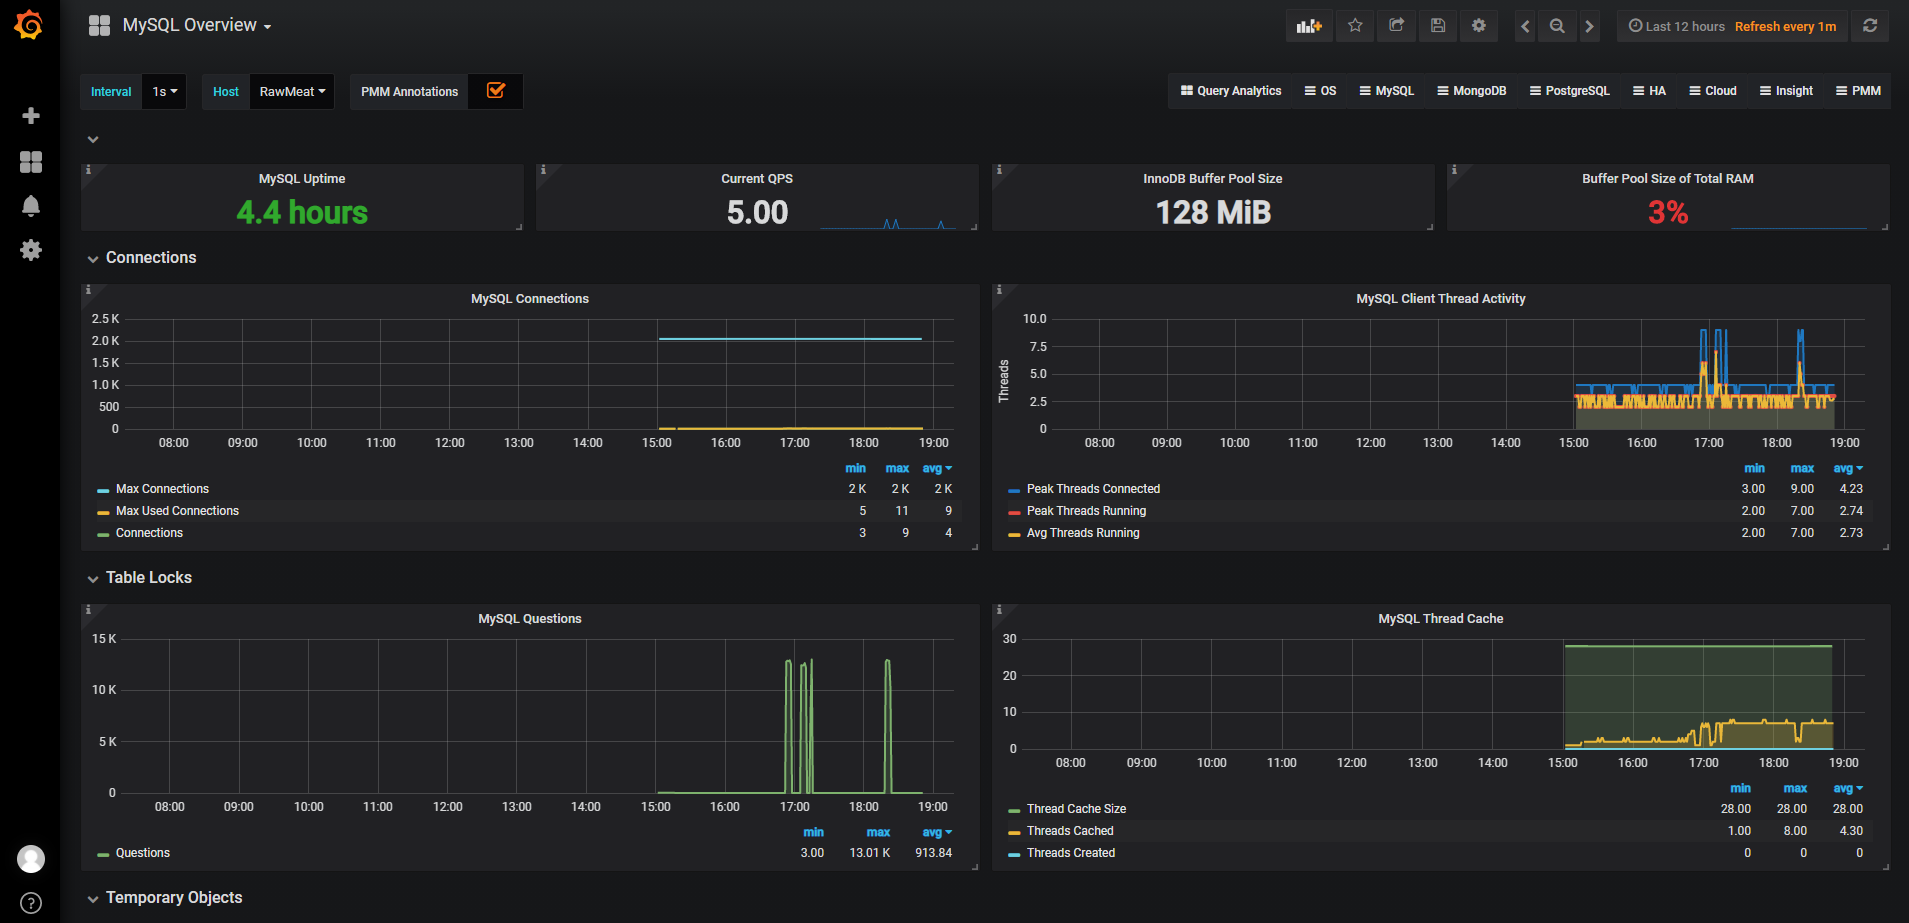 MySQL Overview
Last 12 hours Refresh every 1m
Interval 1s Host RawMeat PMM Annotations
Query Analytics OS MySQL MongoDB PostgreSQL HA Cloud Insight PMM
MySQL Uptime
4.4 hours
Current QPS
5.00
InnoDB Buffer Pool Size
128 MiB
Buffer Pool Size of Total RAM
3%
Connections
MySQL Connections
2.5 K
2.0 K
1.5 K
1.0 K
500
0
08:00 09:00 10:00 11:00 12:00 13:00 14:00 15:00 16:00 17:00 18:00 19:00
min max avg
Max Connections 2 K 2 K 2 K
Max Used Connections 5 11 9
Connections 3 9 4
MySQL Client Thread Activity
Threads
10.0
7.5
5.0
2.5
0
08:00 09:00 10:00 11:00 12:00 13:00 14:00 15:00 16:00 17:00 18:00 19:00
min max avg
Peak Threads Connected 3.00 9.00 4.23
Peak Threads Running 2.00 7.00 2.74
Avg Threads Running 2.00 7.00 2.73
Table Locks
MySQL Questions
15 K
10 K
5 K
0
08:00 09:00 10:00 11:00 12:00 13:00 14:00 15:00 16:00 17:00 18:00 19:00
min max avg
Questions 3.00 13.01 K 913.84
MySQL Thread Cache
30
20
10
0
08:00 09:00 10:00 11:00 12:00 13:00 14:00 15:00 16:00 17:00 18:00 19:00
min max avg
Thread Cache Size 28.00 28.00 28.00
Threads Cached 1.00 8.00 4.30
Threads Created 0 0 0
Temporary Objects